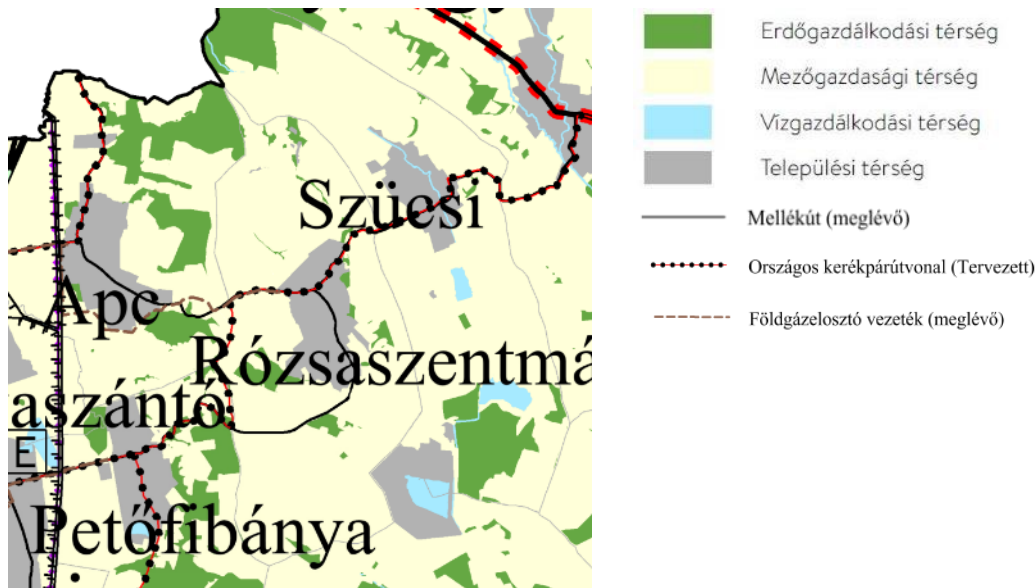 Szücsi
Apc
Rózsaszentmá
aszántó
E
Petőfibánya
Erdőgazdálkodási térség
Mezőgazdasági térség
Vízgazdálkodási térség
Települési térség
Mellékút (meglévő)
Országos kerékpárútvonal (Tervezett)
Földgázelosztó vezeték (meglévő)